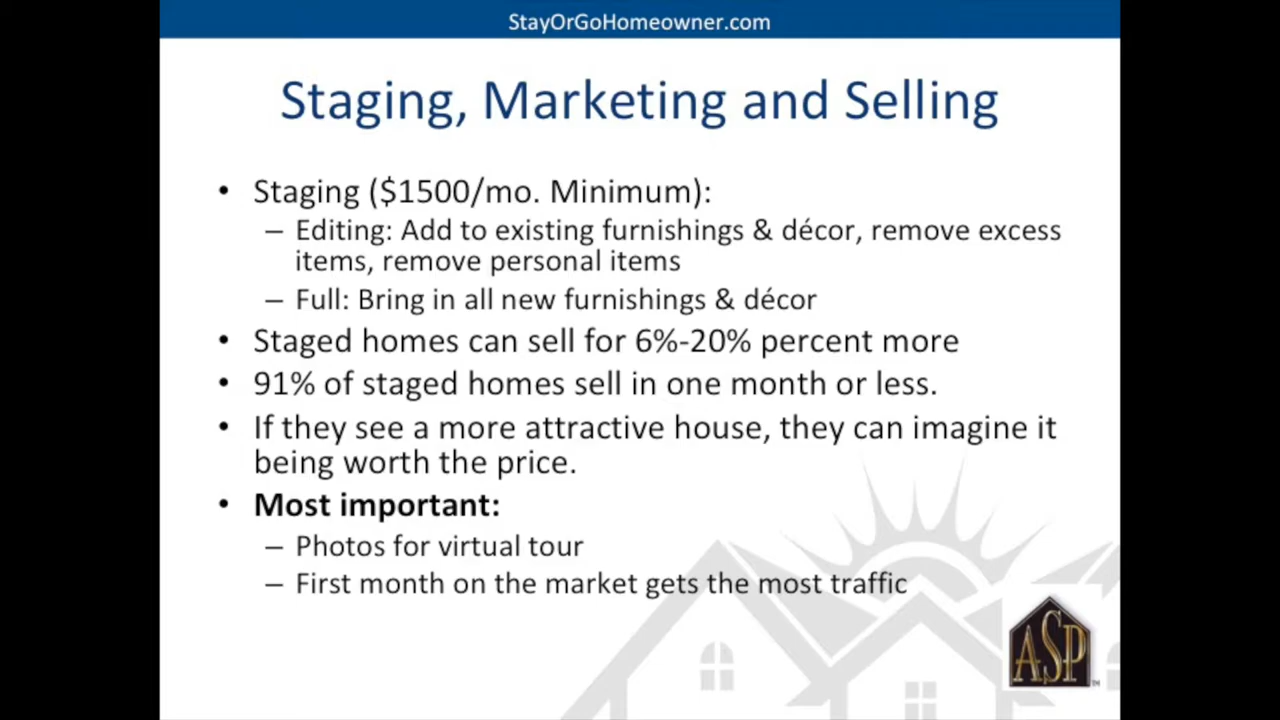 StayOrGoHomeowner.com
Staging, Marketing and Selling
• Staging ($1500/mo. Minimum):
– Editing: Add to existing furnishings & décor, remove excess
items, remove personal items
– Full: Bring in all new furnishings & décor
• Staged homes can sell for 6%-20% percent more
• 91% of staged homes sell in one month or less.
• If they see a more attractive house, they can imagine it
being worth the price.
• Most important:
– Photos for virtual tour
– First month on the market gets the most traffic
ASP
TM